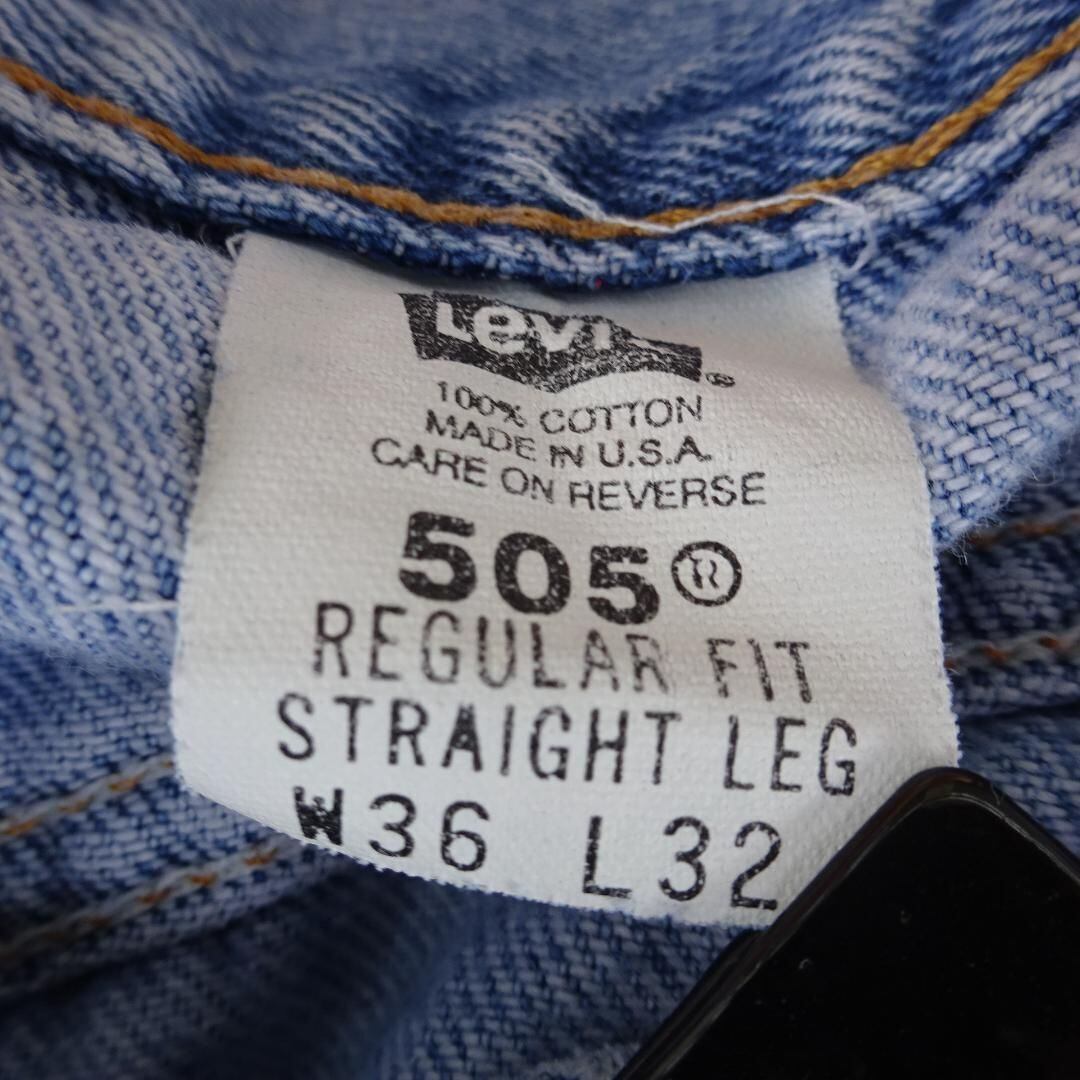 Levi
®
100% COTTON
MADE IN U.S.A.
CARE ON REVERSE
505®
REGULAR FIT
STRAIGHT LEG
W36 L32